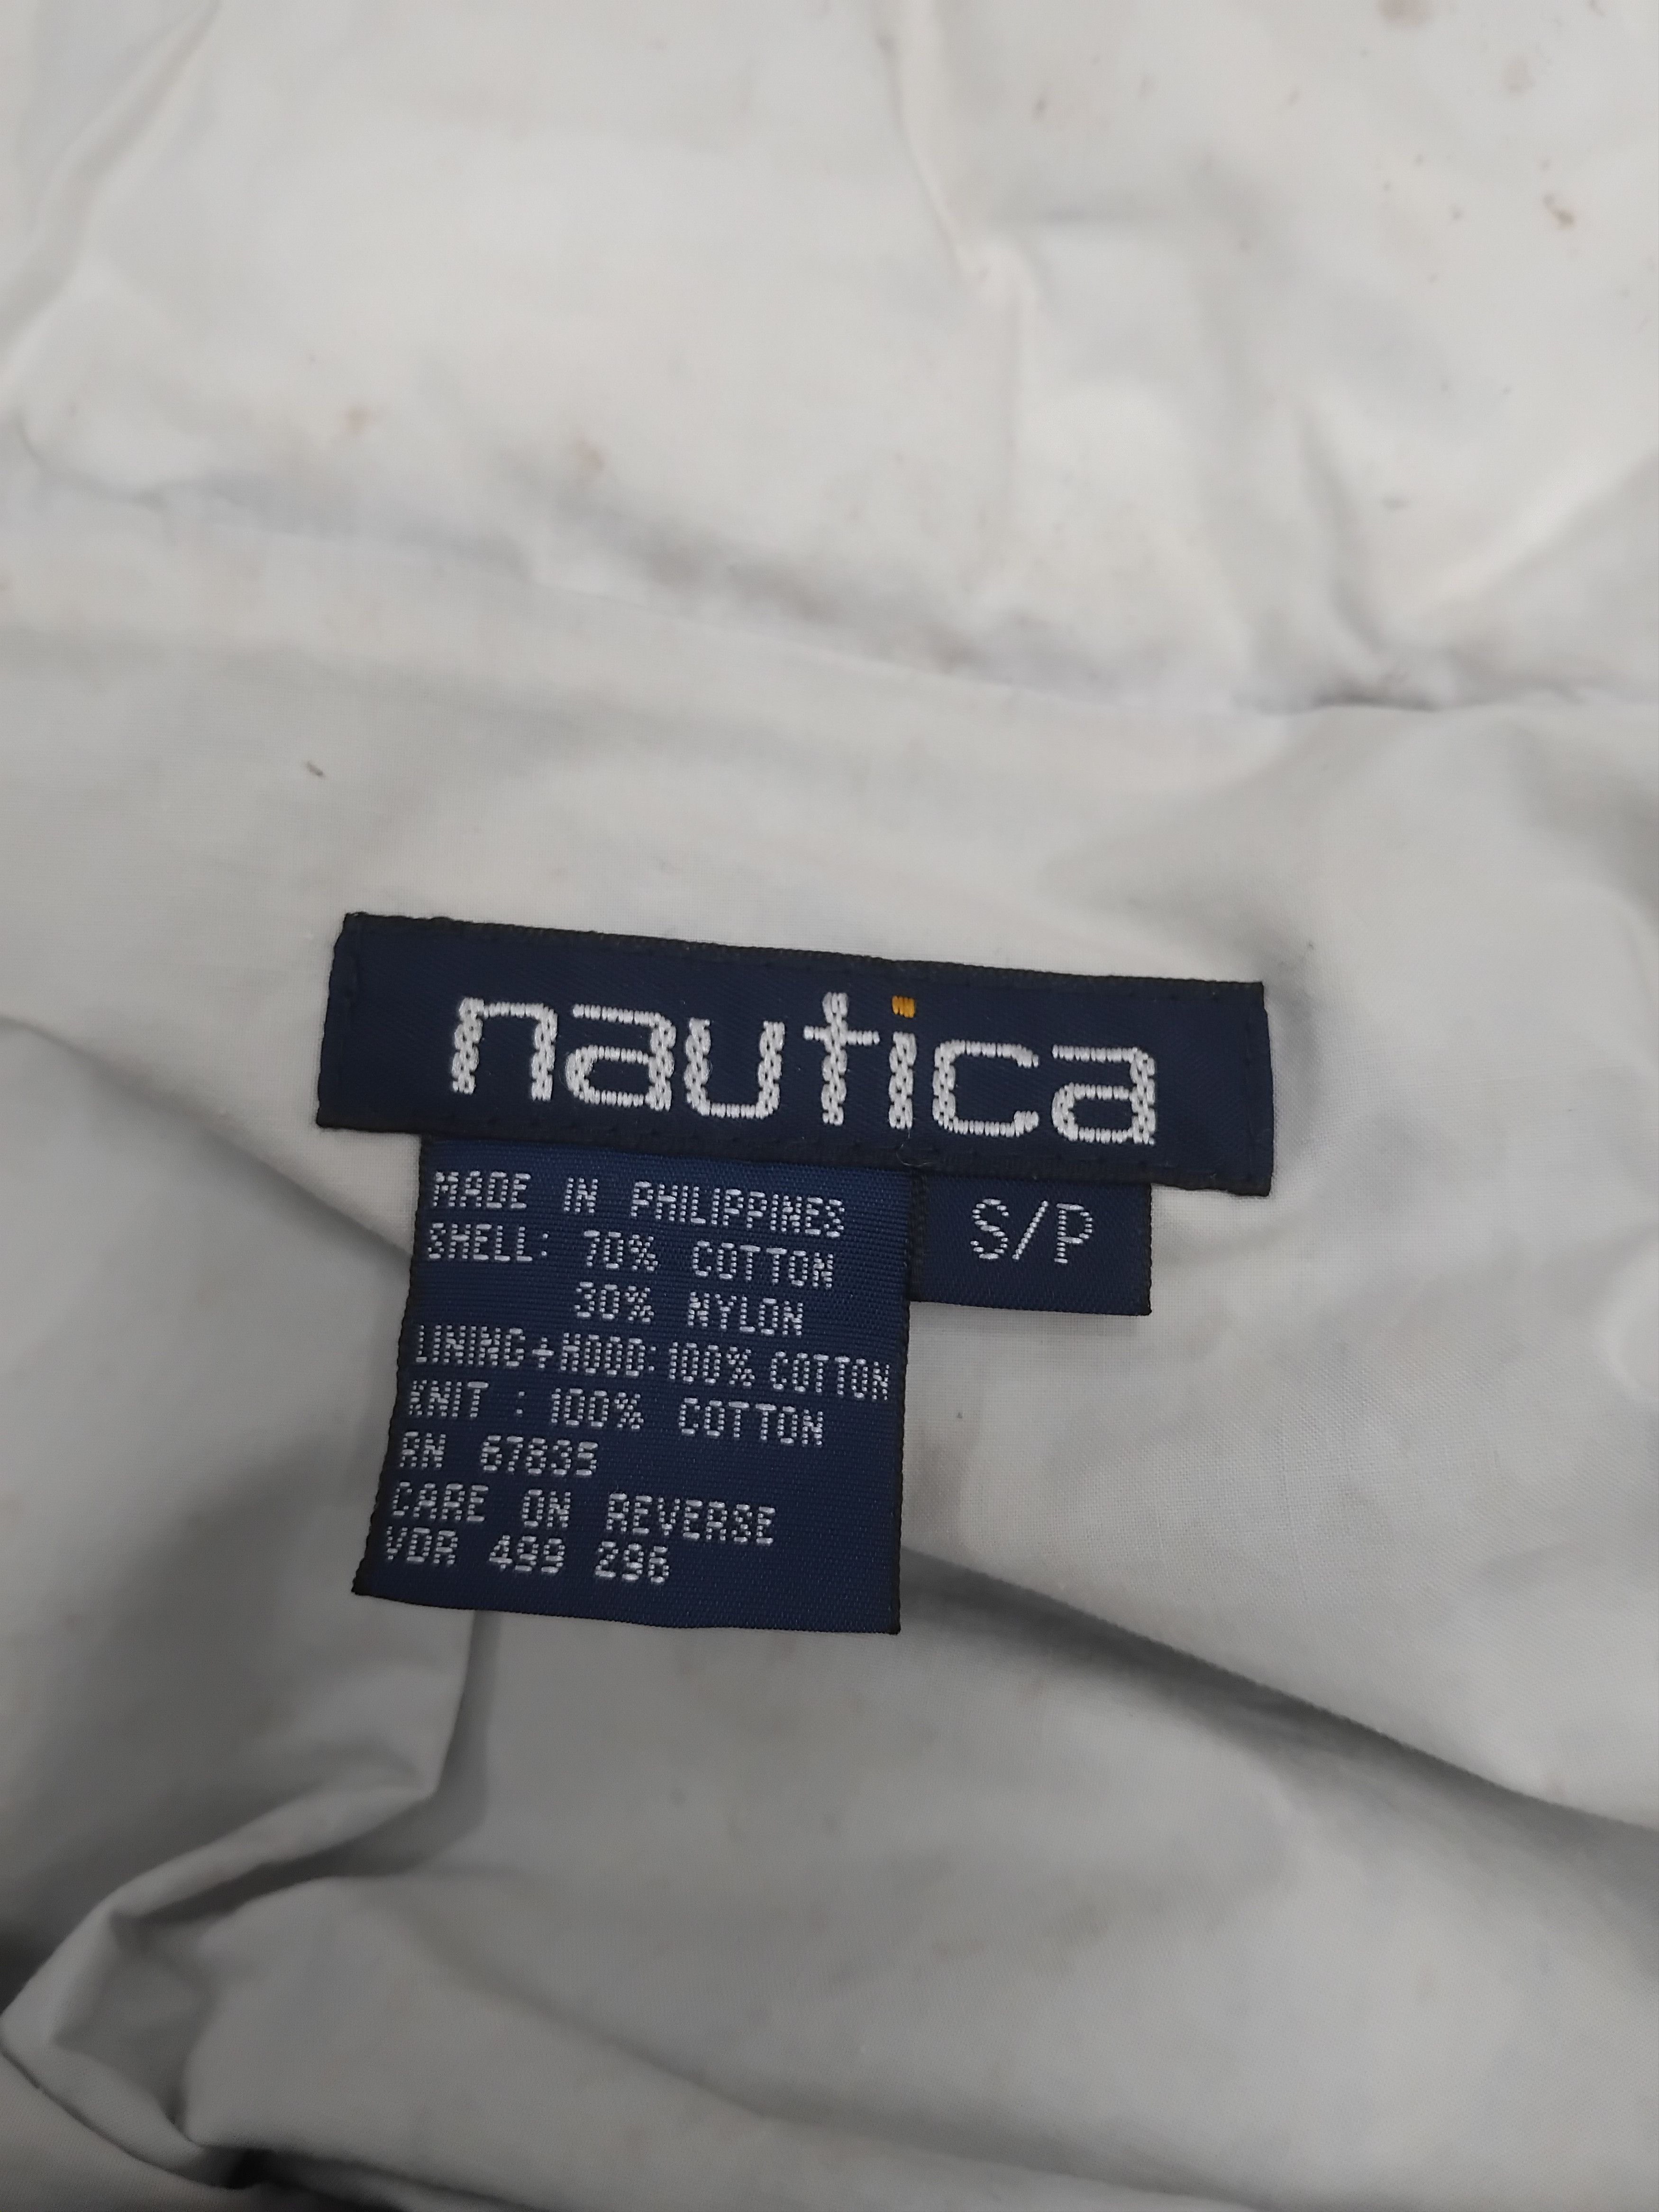 nautica
S/P
MADE IN PHILIPPINES
SHELL: 70% COTTON
30% NYLON
LINING+HOOD: 100% COTTON
KNIT : 100% COTTON
RN 67835
CARE ON REVERSE
VDR 499 296